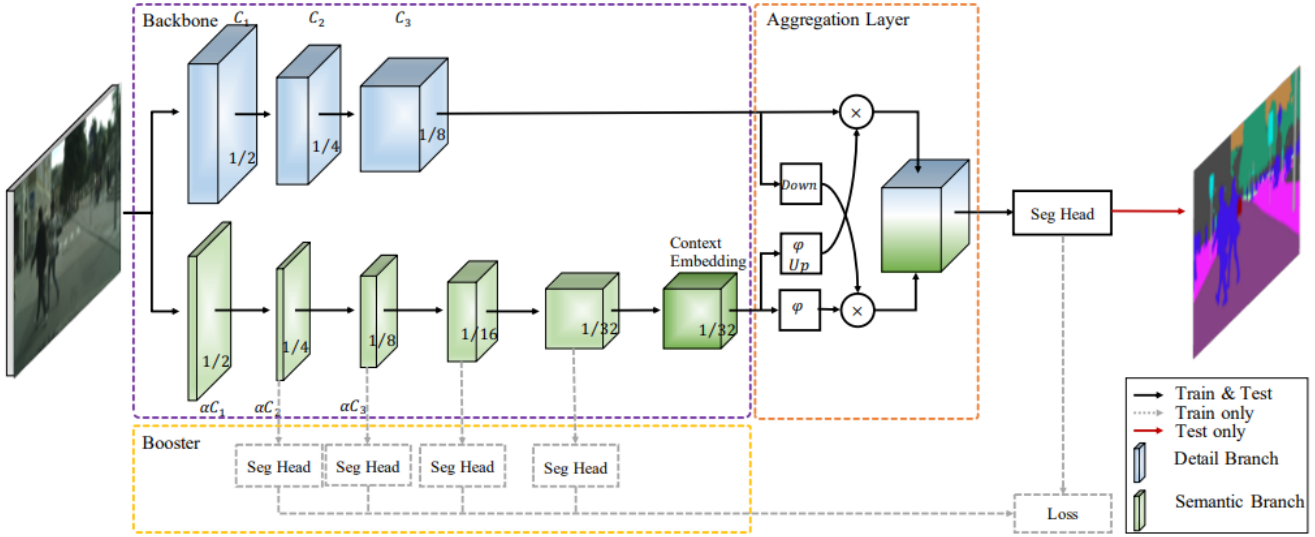 Backbone
C₁
C₂
C₃
Aggregation Layer
1/2
1/4
1/8
×
Down
φ
Up
Context
Embedding
φ
×
Seg Head
1/2
1/4
1/8
1/16
1/32
1/32
αC₁
αC₂
αC₃
Booster
Seg Head
Seg Head
Seg Head
Seg Head
Loss
Train & Test
Train only
Test only
Detail Branch
Semantic Branch